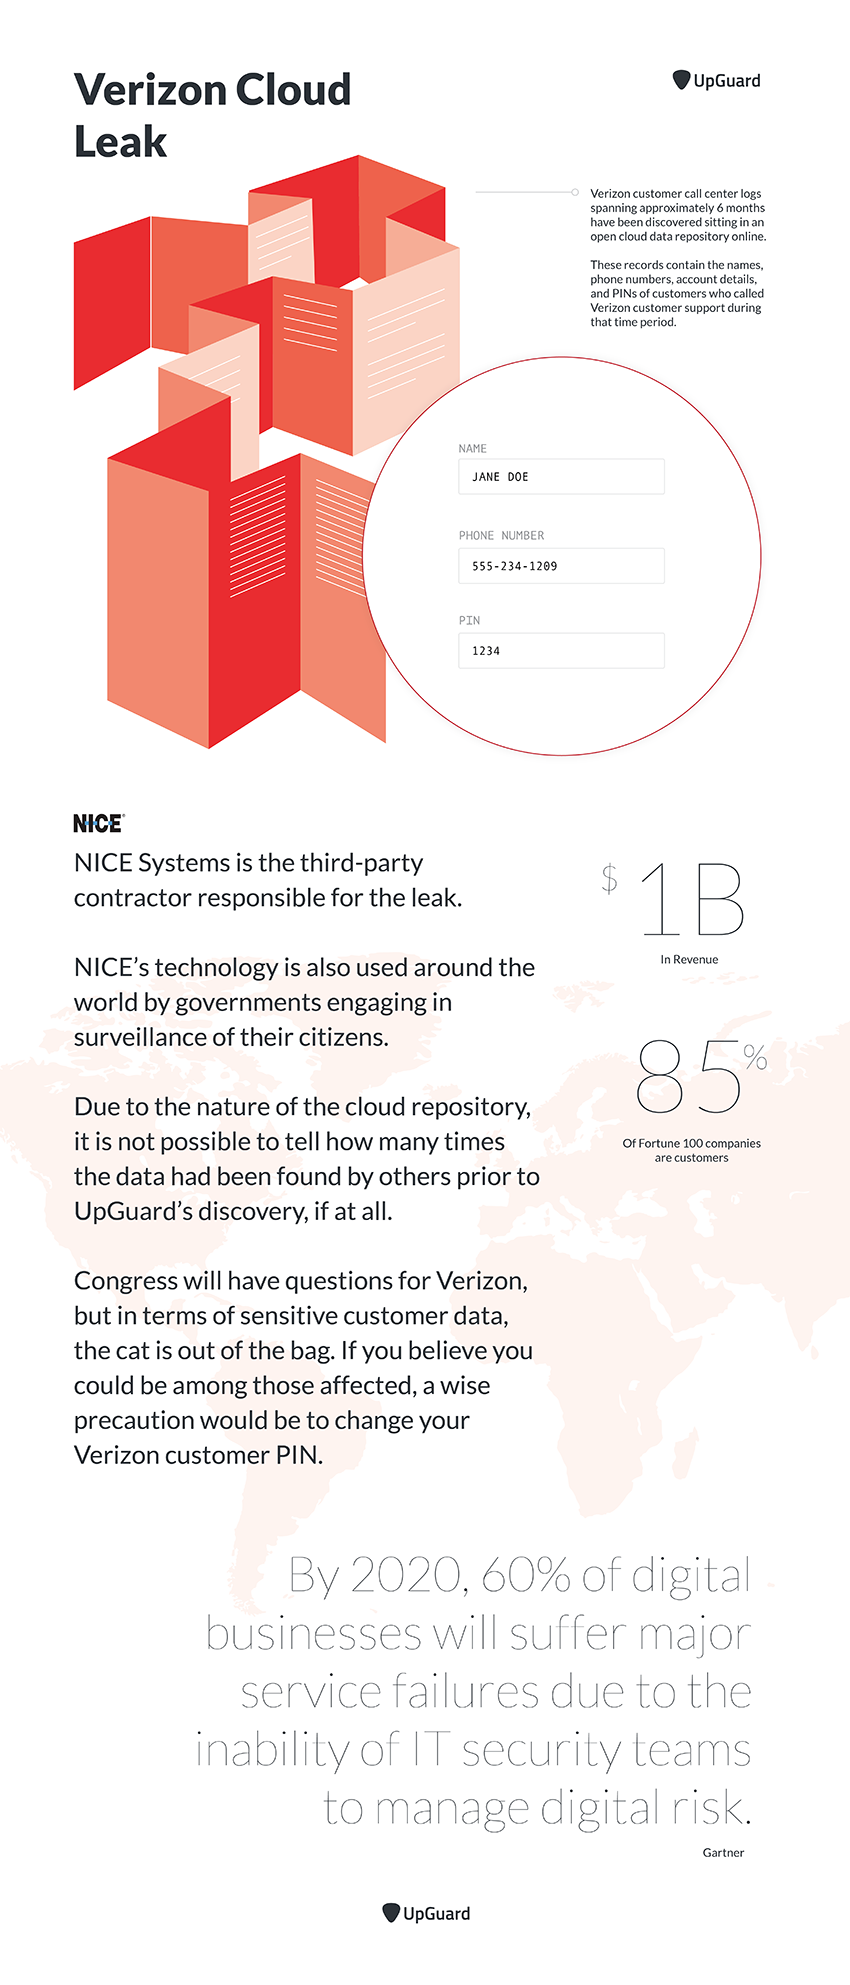 Verizon Cloud
Leak
UpGuard
Verizon customer call center logs
spanning approximately 6 months
have been discovered sitting in an
open cloud data repository online.
These records contain the names,
phone numbers, account details,
and PINs of customers who called
Verizon customer support during
that time period.
NAME
JANE DOE
PHONE NUMBER
555-234-1209
PIN
1234
NICE®
NICE Systems is the third-party
contractor responsible for the leak.
NICE’s technology is also used around the
world by governments engaging in
surveillance of their citizens.
Due to the nature of the cloud repository,
it is not possible to tell how many times
the data had been found by others prior to
UpGuard’s discovery, if at all.
Congress will have questions for Verizon,
but in terms of sensitive customer data,
the cat is out of the bag. If you believe you
could be among those affected, a wise
precaution would be to change your
Verizon customer PIN.
$1B
In Revenue
85%
Of Fortune 100 companies
are customers
By 2020, 60% of digital
businesses will suffer major
service failures due to the
inability of IT security teams
to manage digital risk.
Gartner
UpGuard